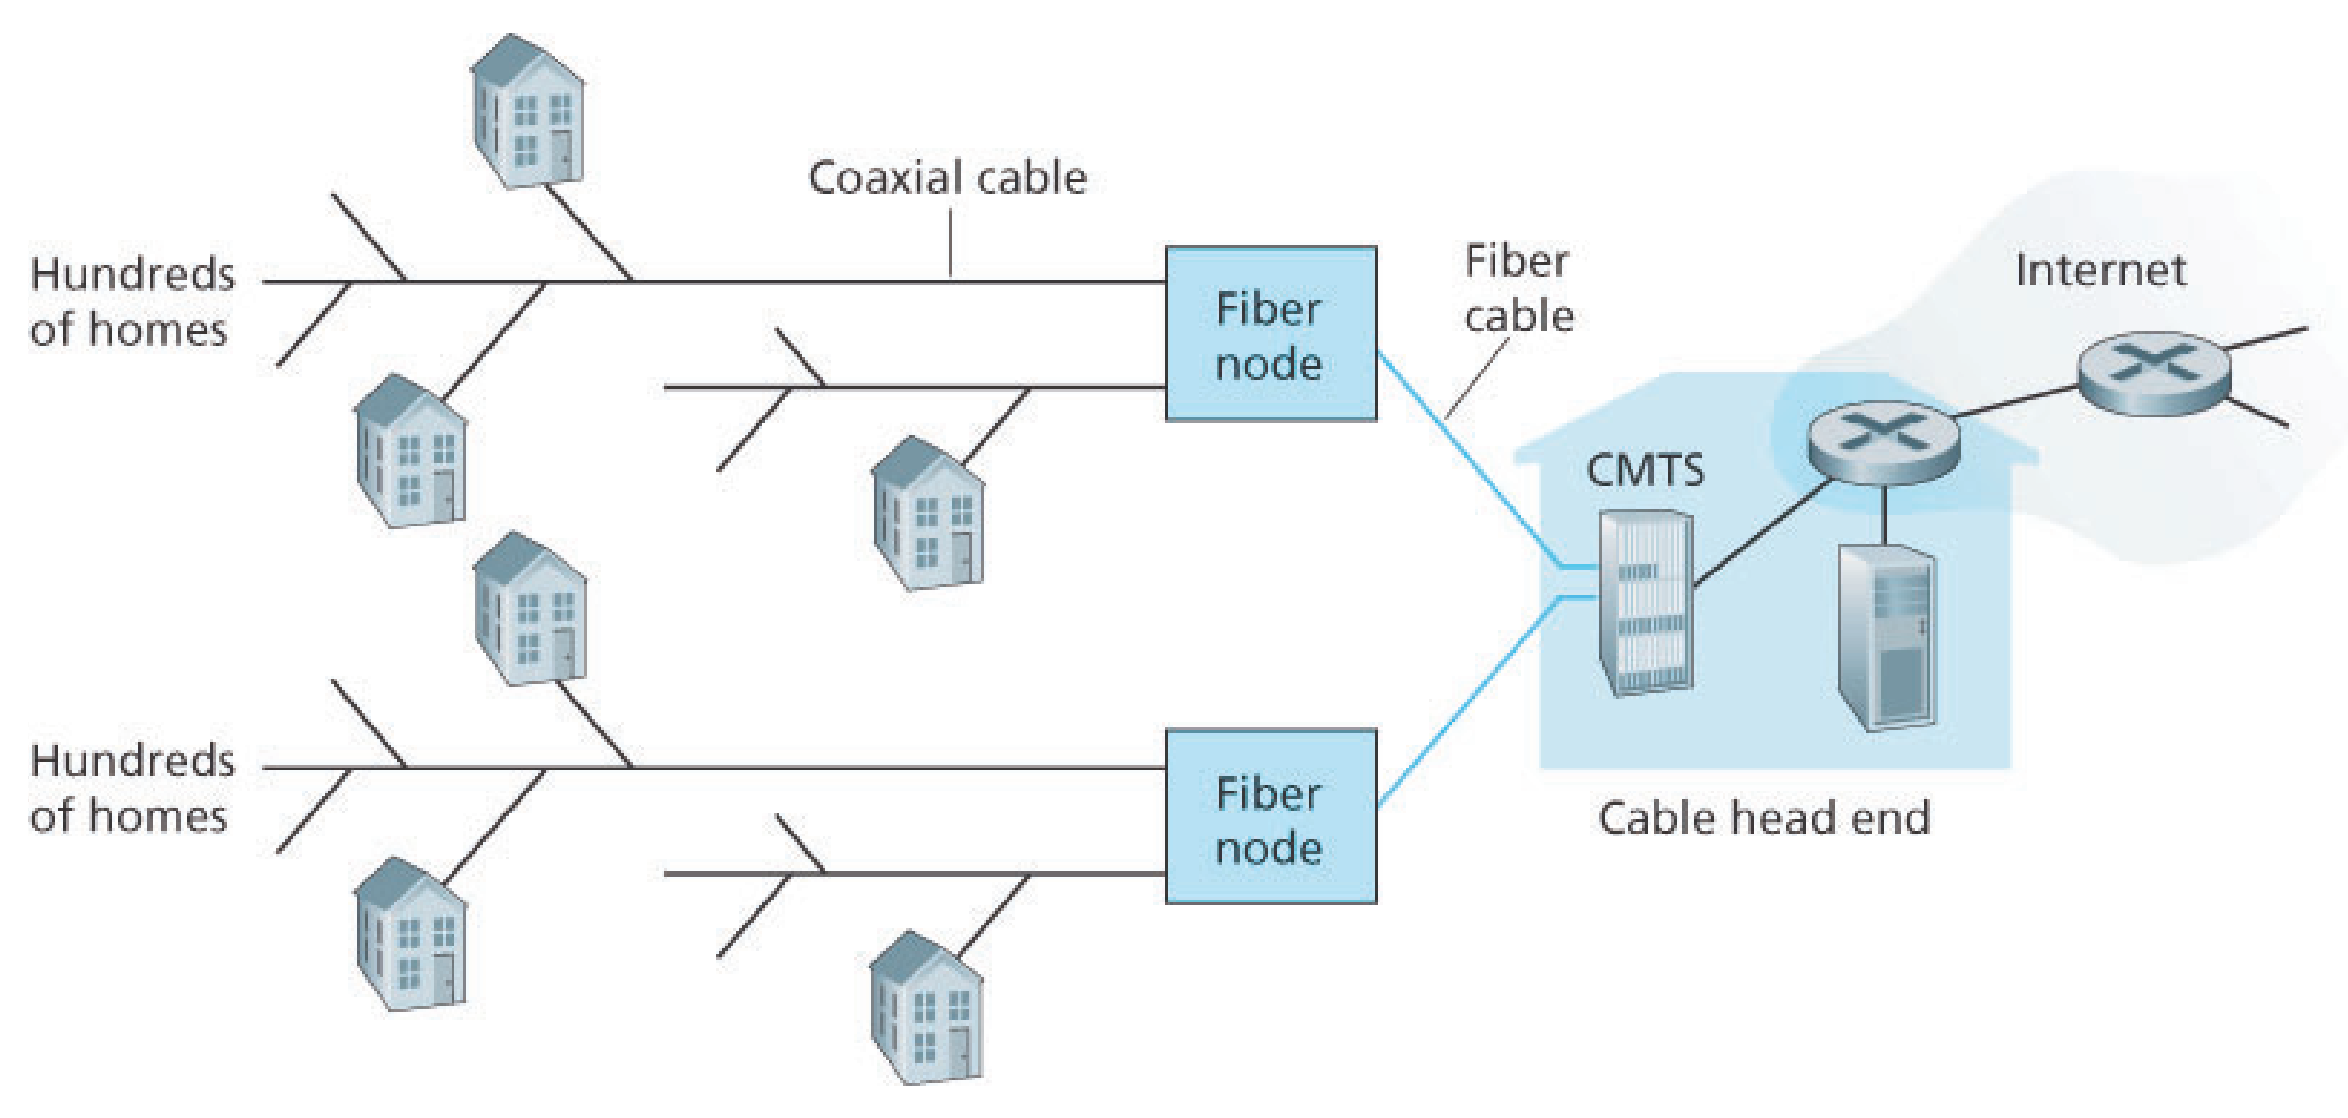 Coaxial cable
Hundreds
of homes
Fiber
node
Fiber
cable
Internet
CMTS
Hundreds
of homes
Fiber
node
Cable head end